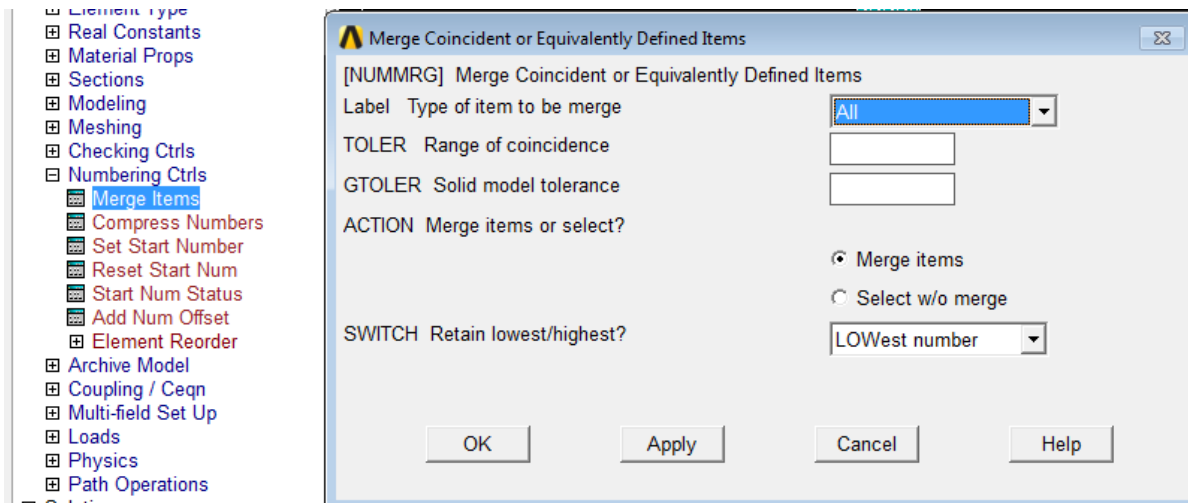 Element Type
Real Constants
Material Props
Sections
Modeling
Meshing
Checking Ctrls
Numbering Ctrls
Merge Items
Compress Numbers
Set Start Number
Reset Start Num
Start Num Status
Add Num Offset
Element Reorder
Archive Model
Coupling / Ceqn
Multi-field Set Up
Loads
Physics
Path Operations
Merge Coincident or Equivalently Defined Items
[NUMMRG] Merge Coincident or Equivalently Defined Items
Label Type of item to be merge
All
TOLER Range of coincidence
GTOLER Solid model tolerance
ACTION Merge items or select?
Merge items
Select w/o merge
SWITCH Retain lowest/highest?
LOWest number
OK
Apply
Cancel
Help